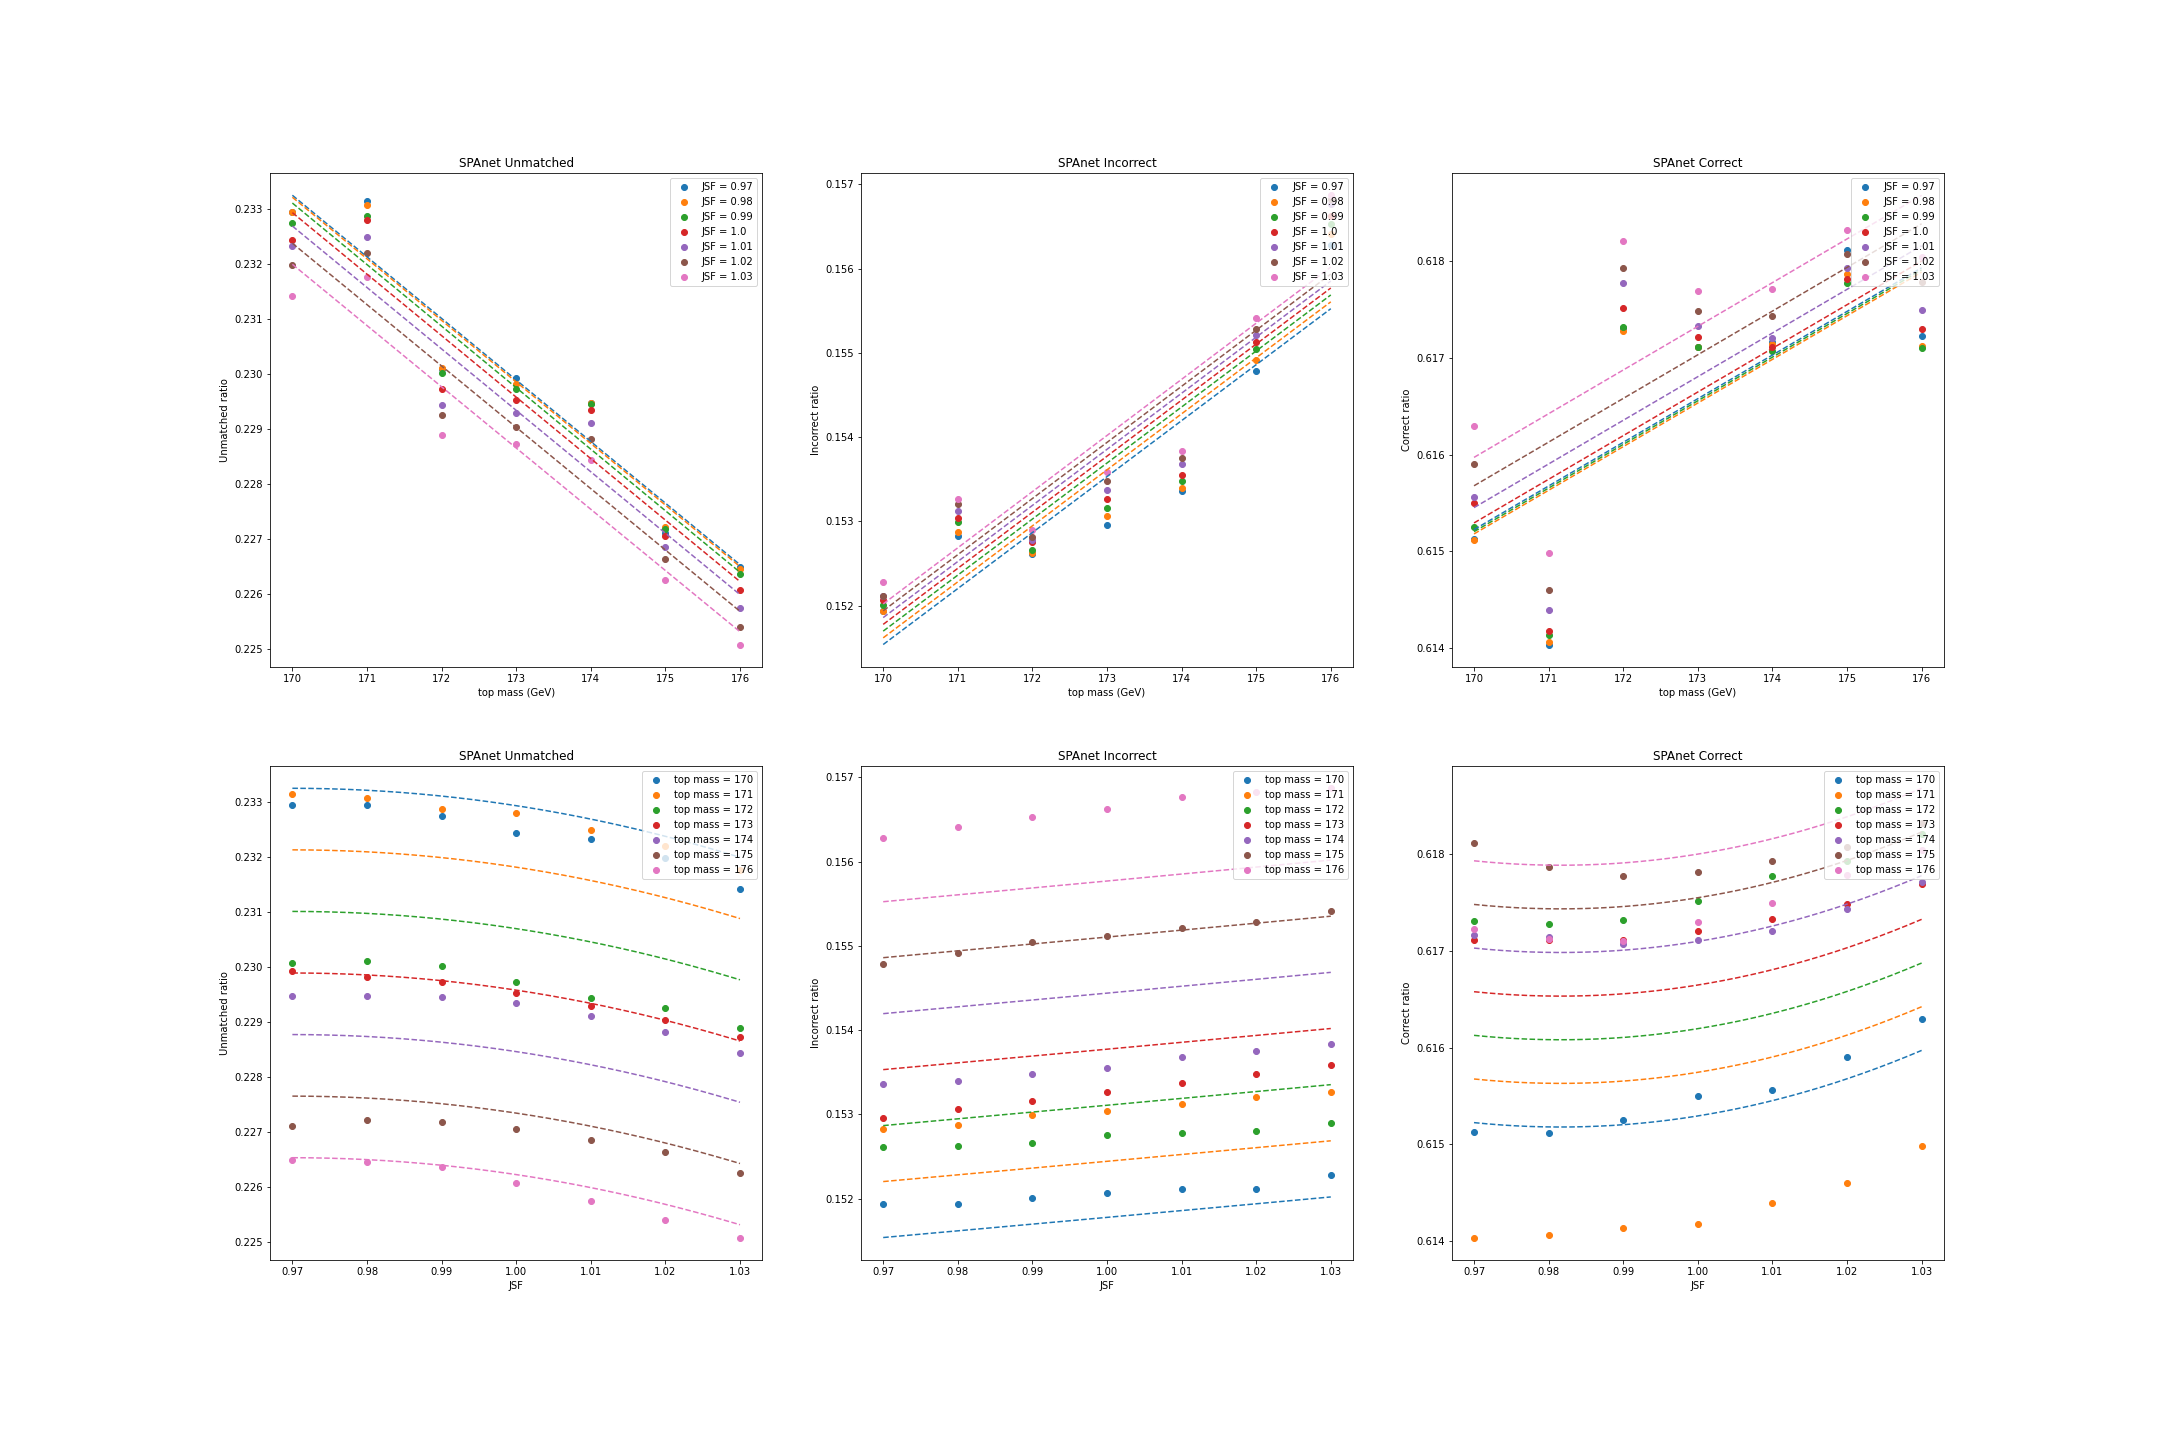 SPAnet Unmatched
Unmatched ratio
0.233
0.232
0.231
0.230
0.229
0.228
0.227
0.226
0.225
170 171 172 173 174 175 176
top mass (GeV)
JSF = 0.97
JSF = 0.98
JSF = 0.99
JSF = 1.0
JSF = 1.01
JSF = 1.02
JSF = 1.03
SPAnet Incorrect
Incorrect ratio
0.157
0.156
0.155
0.154
0.153
0.152
170 171 172 173 174 175 176
top mass (GeV)
JSF = 0.97
JSF = 0.98
JSF = 0.99
JSF = 1.0
JSF = 1.01
JSF = 1.02
JSF = 1.03
SPAnet Correct
Correct ratio
0.618
0.617
0.616
0.615
0.614
170 171 172 173 174 175 176
top mass (GeV)
JSF = 0.97
JSF = 0.98
JSF = 0.99
JSF = 1.0
JSF = 1.01
JSF = 1.02
JSF = 1.03
SPAnet Unmatched
Unmatched ratio
0.233
0.232
0.231
0.230
0.229
0.228
0.227
0.226
0.225
0.97 0.98 0.99 1.00 1.01 1.02 1.03
JSF
top mass = 170
top mass = 171
top mass = 172
top mass = 173
top mass = 174
top mass = 175
top mass = 176
SPAnet Incorrect
Incorrect ratio
0.157
0.156
0.155
0.154
0.153
0.152
0.97 0.98 0.99 1.00 1.01 1.02 1.03
JSF
top mass = 170
top mass = 171
top mass = 172
top mass = 173
top mass = 174
top mass = 175
top mass = 176
SPAnet Correct
Correct ratio
0.618
0.617
0.616
0.615
0.614
0.97 0.98 0.99 1.00 1.01 1.02 1.03
JSF
top mass = 170
top mass = 171
top mass = 172
top mass = 173
top mass = 174
top mass = 175
top mass = 176